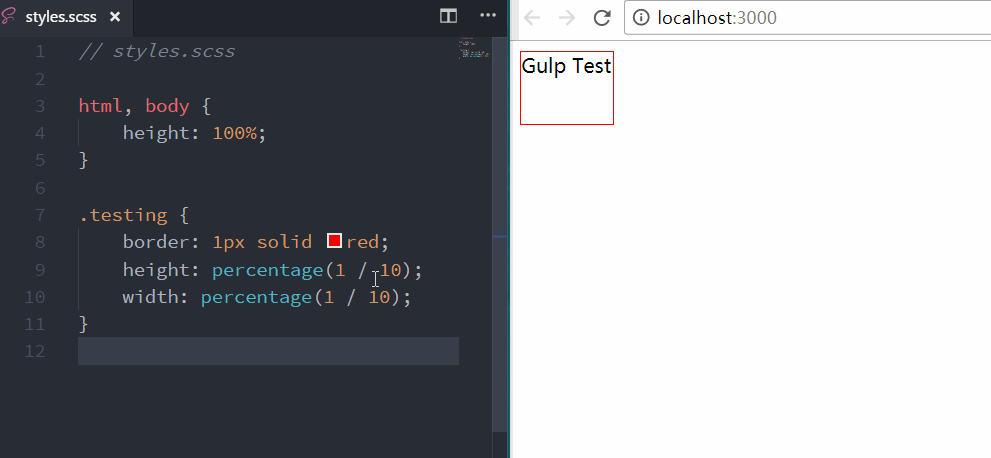 styles.scss
1 // styles.scss
2
3 html, body {
4 height: 100%;
5 }
6
7 .testing {
8 border: 1px solid red;
9 height: percentage(1 / 10);
10 width: percentage(1 / 10);
11 }
12
localhost:3000
Gulp Test